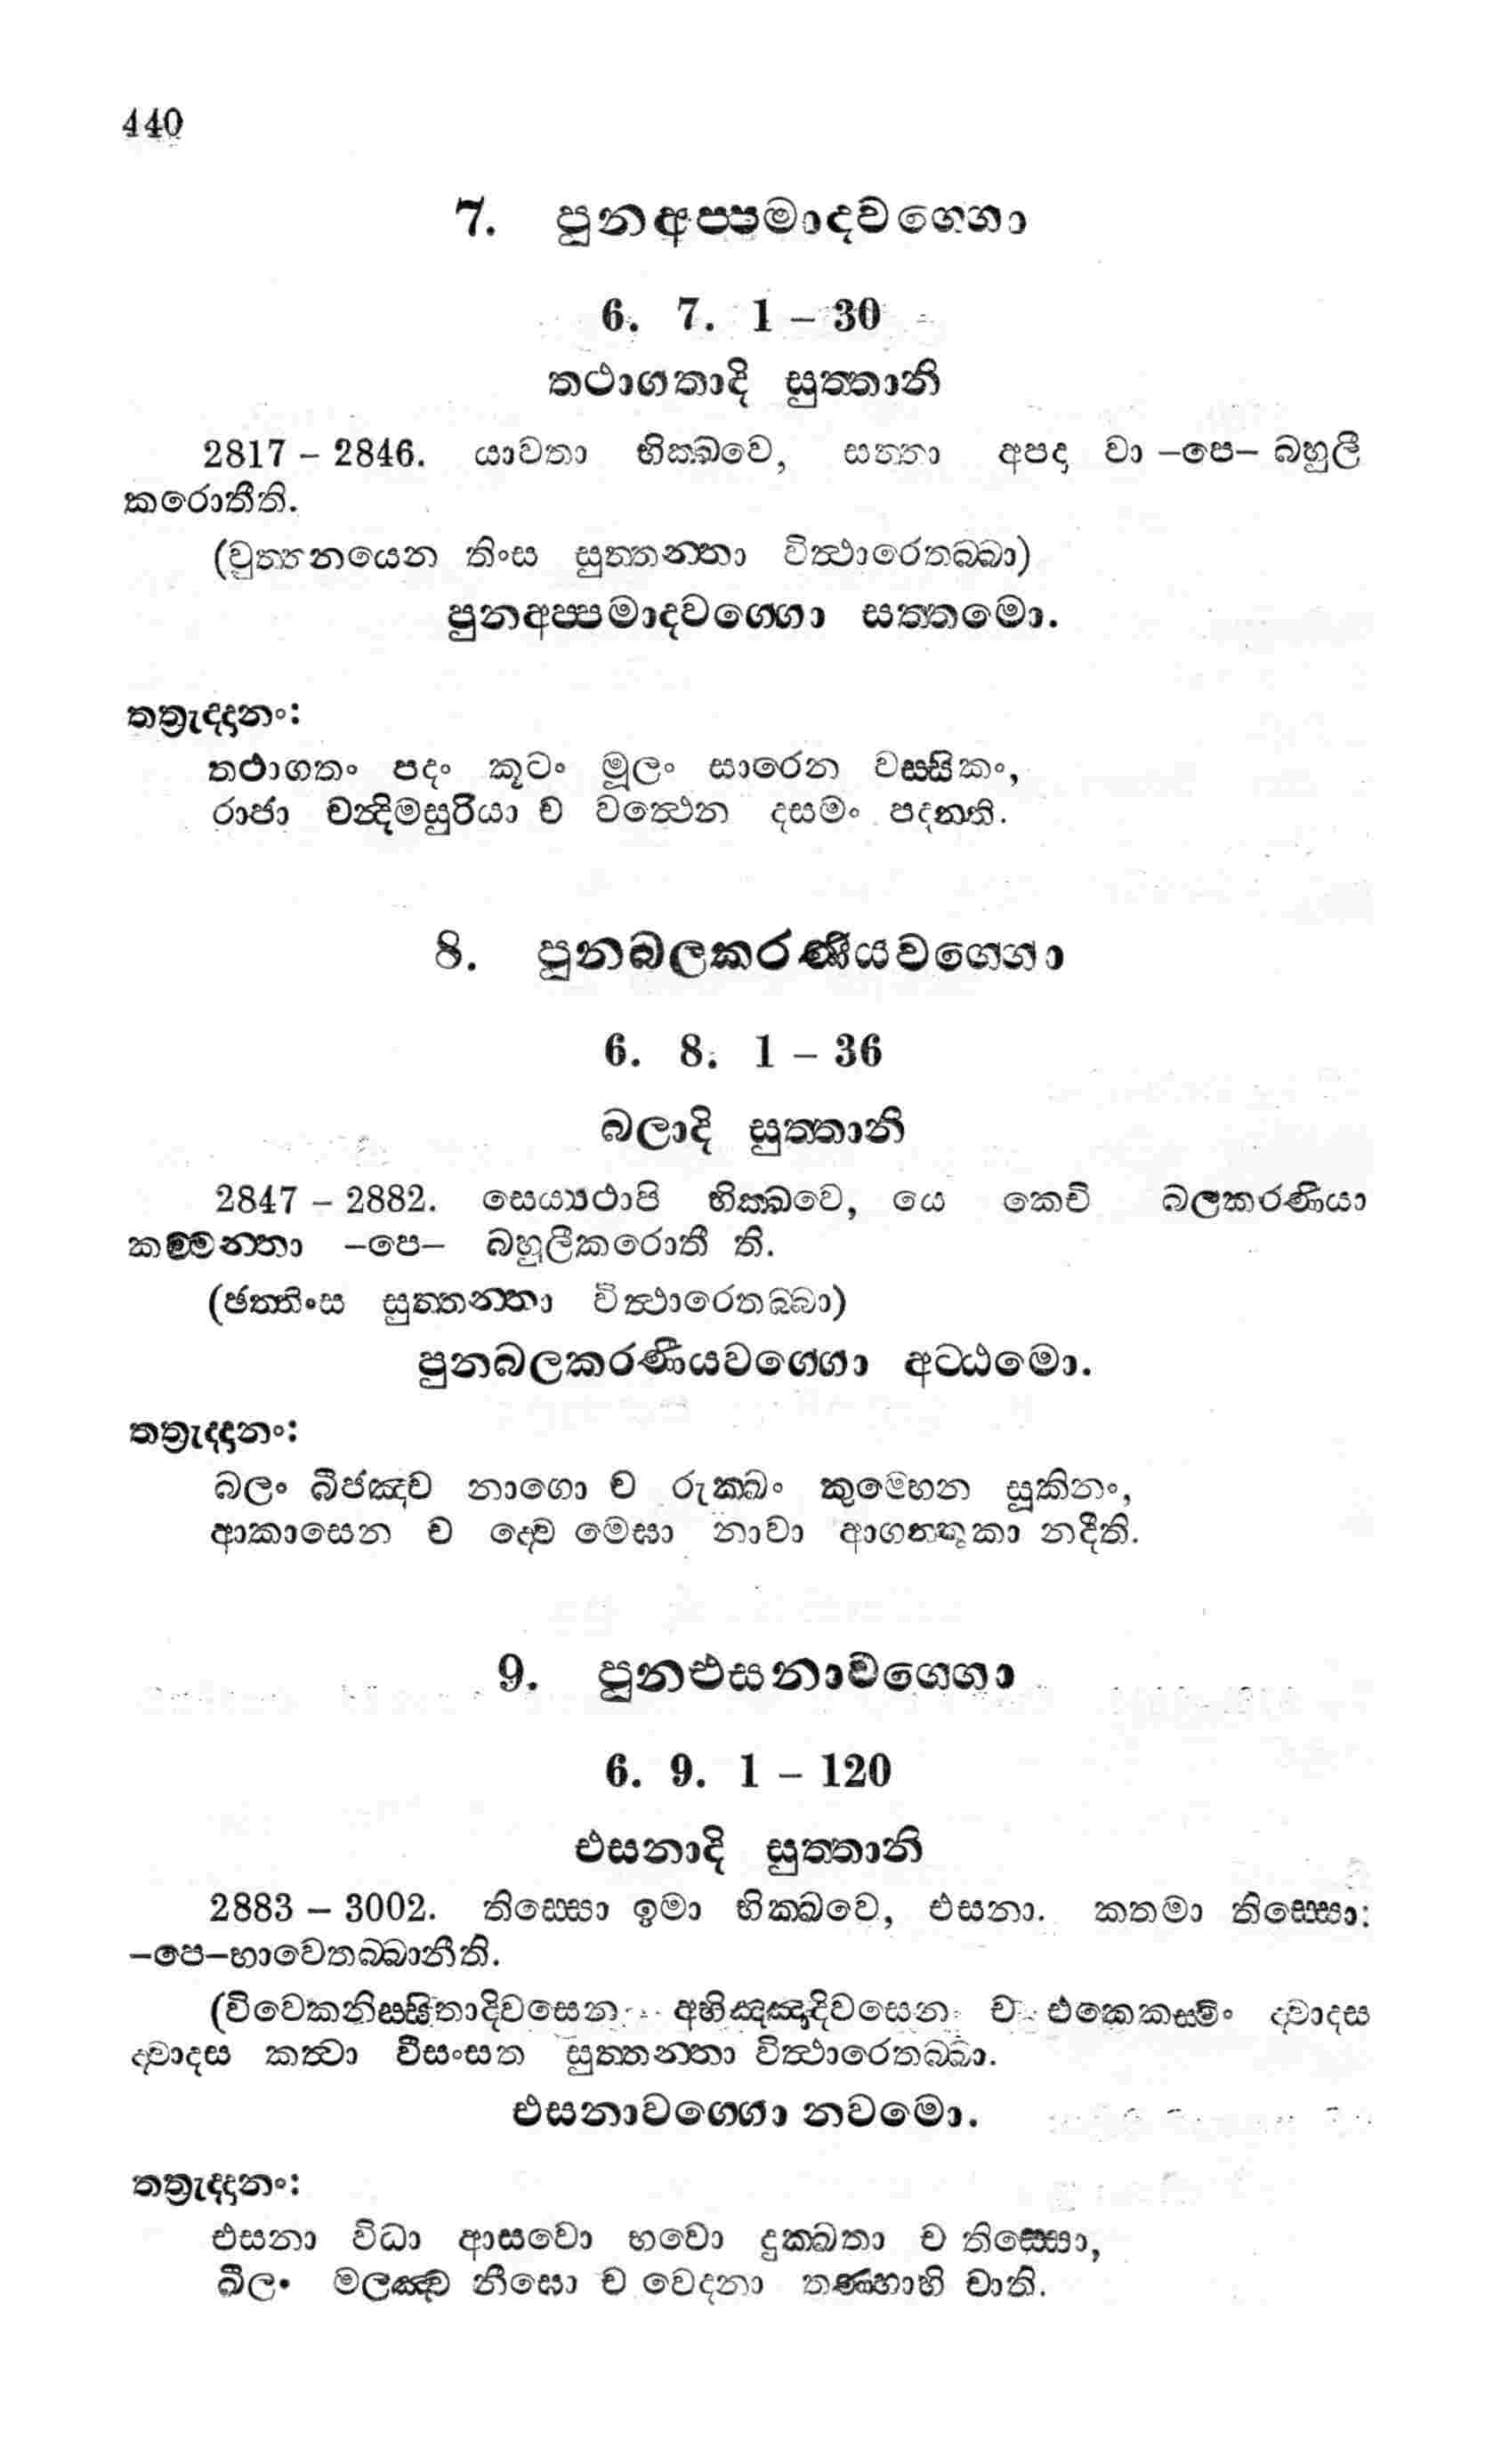 440
7. පුනඅප්පමාදවග්ගො
6. 7. 1 – 30
තථාගතාදි සුත්තානි
2817 – 2846. යාවතා භික්ඛවෙ, සත්තා අපදා වා –පෙ– බහුලී
කරොතීති.
(වුත්තනයෙන තිංස සුත්තන්තා විත්ථාරෙතබ්බා)
පුනඅප්පමාදවග්ගො සත්තමො.
තත්‍රුද්දානං:
තථාගතං පදං කූටං මූලං සාරෙන වස්සිකං,
රාජා චන්දිමසුරියා ච වත්ථෙන දසමං පදන්ති.
8. පුනබලකරණීයවග්ගො
6. 8. 1 – 36
බලාදි සුත්තානි
2847 – 2882. සෙය්‍යථාපි භික්ඛවෙ, යෙ කෙචි බලකරණීයා
කම්මන්තා –පෙ– බහුලීකරොතී ති.
(ඡත්තිංස සුත්තන්තා විත්ථාරෙතබ්බා)
පුනබලකරණීයවග්ගො අට්ඨමො.
තත්‍රුද්දානං:
බලං බීජඤ්ච නාගො ච රුක්ඛං කුම්භෙන සූකිනං,
ආකාසෙන ච ද්වෙ මෙඝා නාවා ආගන්තුකා නදීති.
9. පුනඑසනාවග්ගො
6. 9. 1 – 120
එසනාදි සුත්තානි
2883 – 3002. තිස්සො ඉමා භික්ඛවෙ, එසනා. කතමා තිස්සො:
–පෙ–භාවෙතබ්බානීති.
(විවෙකනිස්සිතාදිවසෙන අභිඤ්ඤාදිවසෙන ච එකෙකස්මිං ද්වාදස
ද්වාදස කත්වා වීසංසත සුත්තන්තා විත්ථාරෙතබ්බා.
එසනාවග්ගො නවමො.
තත්‍රුද්දානං:
එසනා විධා ආසවො භවො දුක්ඛතා ච තිස්සො,
ඛීලං මලඤ්ච නීඝො ච වෙදනා තණ්හාහි චාති.